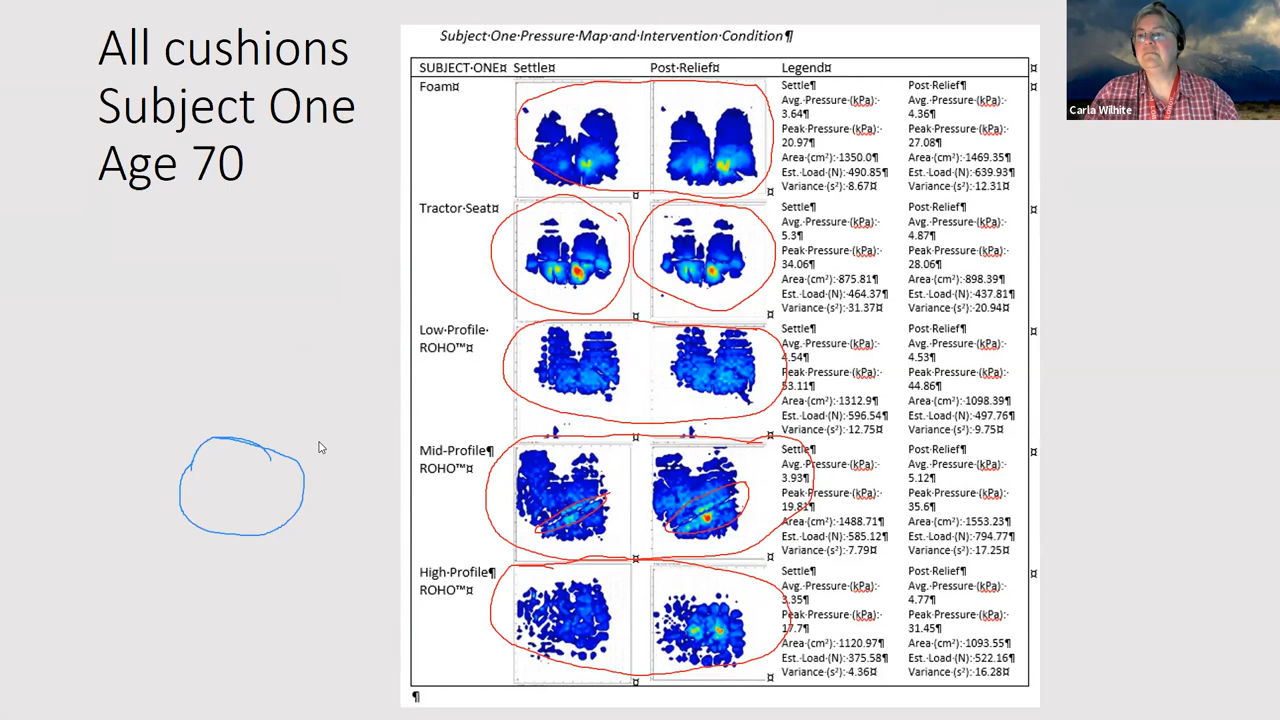 All cushions
Subject One
Age 70
Subject·One·Pressure·Map·and·Intervention·Condition¶
SUBJECT·ONE¤ Settle¤ Post·Relief¤ Legend¤ ¤
Foam¤
Settle¶
Avg.·Pressure·(kPa):·
3.64¶
Peak·Pressure·(kPa):·
20.97¶
Area·(cm²):·1350.0¶
Est.·Load·(N):·490.85¶
Variance·(s²):·8.67¤
Post·Relief¶
Avg.·Pressure·(kPa):·
4.36¶
Peak·Pressure·(kPa):·
27.08¶
Area·(cm²):·1469.35¶
Est.·Load·(N):·639.93¶
Variance·(s²):·12.31¤
Tractor·Seat¤
Settle¶
Avg.·Pressure·(kPa):·
5.3¶
Peak·Pressure·(kPa):·
34.06¶
Area·(cm²):·875.81¶
Est.·Load·(N):·464.37¶
Variance·(s²):·31.37¤
Post·Relief¶
Avg.·Pressure·(kPa):·
4.87¶
Peak·Pressure·(kPa):·
28.06¶
Area·(cm²):·898.39¶
Est.·Load·(N):·437.81¶
Variance·(s²):·20.94¤
Low·Profile·
ROHO™¤
Settle¶
Avg.·Pressure·(kPa):·
4.54¶
Peak·Pressure·(kPa):·
53.11¶
Area·(cm²):·1312.9¶
Est.·Load·(N):·596.54¶
Variance·(s²):·12.75¤
Post·Relief¶
Avg.·Pressure·(kPa):·
4.53¶
Peak·Pressure·(kPa):·
44.86¶
Area·(cm²):·1098.39¶
Est.·Load·(N):·497.76¶
Variance·(s²):·9.75¤
Mid-Profile¶
ROHO™¤
Settle¶
Avg.·Pressure·(kPa):·
3.93¶
Peak·Pressure·(kPa):·
19.81¶
Area·(cm²):·1488.71¶
Est.·Load·(N):·585.12¶
Variance·(s²):·7.79¤
Post·Relief¶
Avg.·Pressure·(kPa):·
5.12¶
Peak·Pressure·(kPa):·
35.6¶
Area·(cm²):·1553.23¶
Est.·Load·(N):·794.77¶
Variance·(s²):·17.25¤
High·Profile¶
ROHO™¤
Settle¶
Avg.·Pressure·(kPa):·
3.35¶
Peak·Pressure·(kPa):·
17.7¶
Area·(cm²):·1120.97¶
Est.·Load·(N):·375.58¶
Variance·(s²):·4.36¤
Post·Relief¶
Avg.·Pressure·(kPa):·
4.77¶
Peak·Pressure·(kPa):·
31.45¶
Area·(cm²):·1093.55¶
Est.·Load·(N):·522.16¶
Variance·(s²):·16.28¤
¶
Carla Wilhite